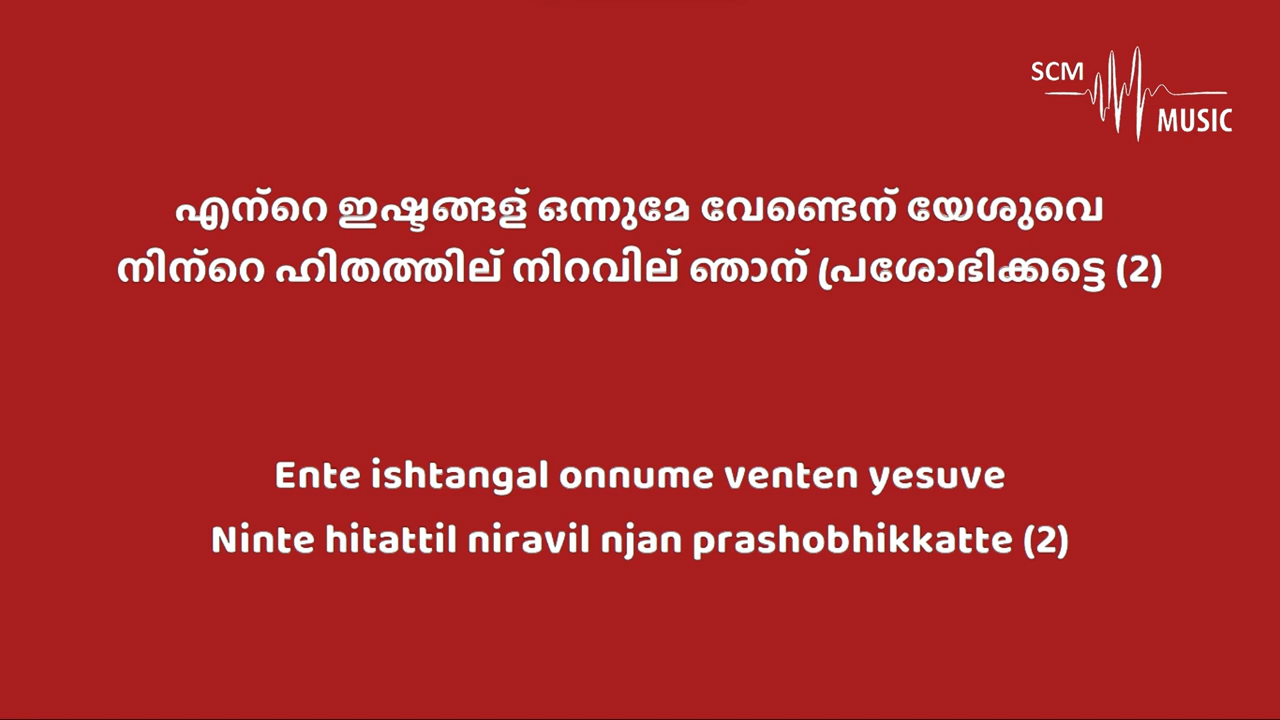 SCM
MUSIC
എന്റെ ഇഷ്ടങ്ങള് ഒന്നുമേ വേണ്ടെന് യേശുവെ
നിന്റെ ഹിതത്തില് നിറവില് ഞാന് പ്രശോഭിക്കട്ടെ (2)
Ente ishtangal onnume venten yesuve
Ninte hitattil niravil njan prashobhikkatte (2)